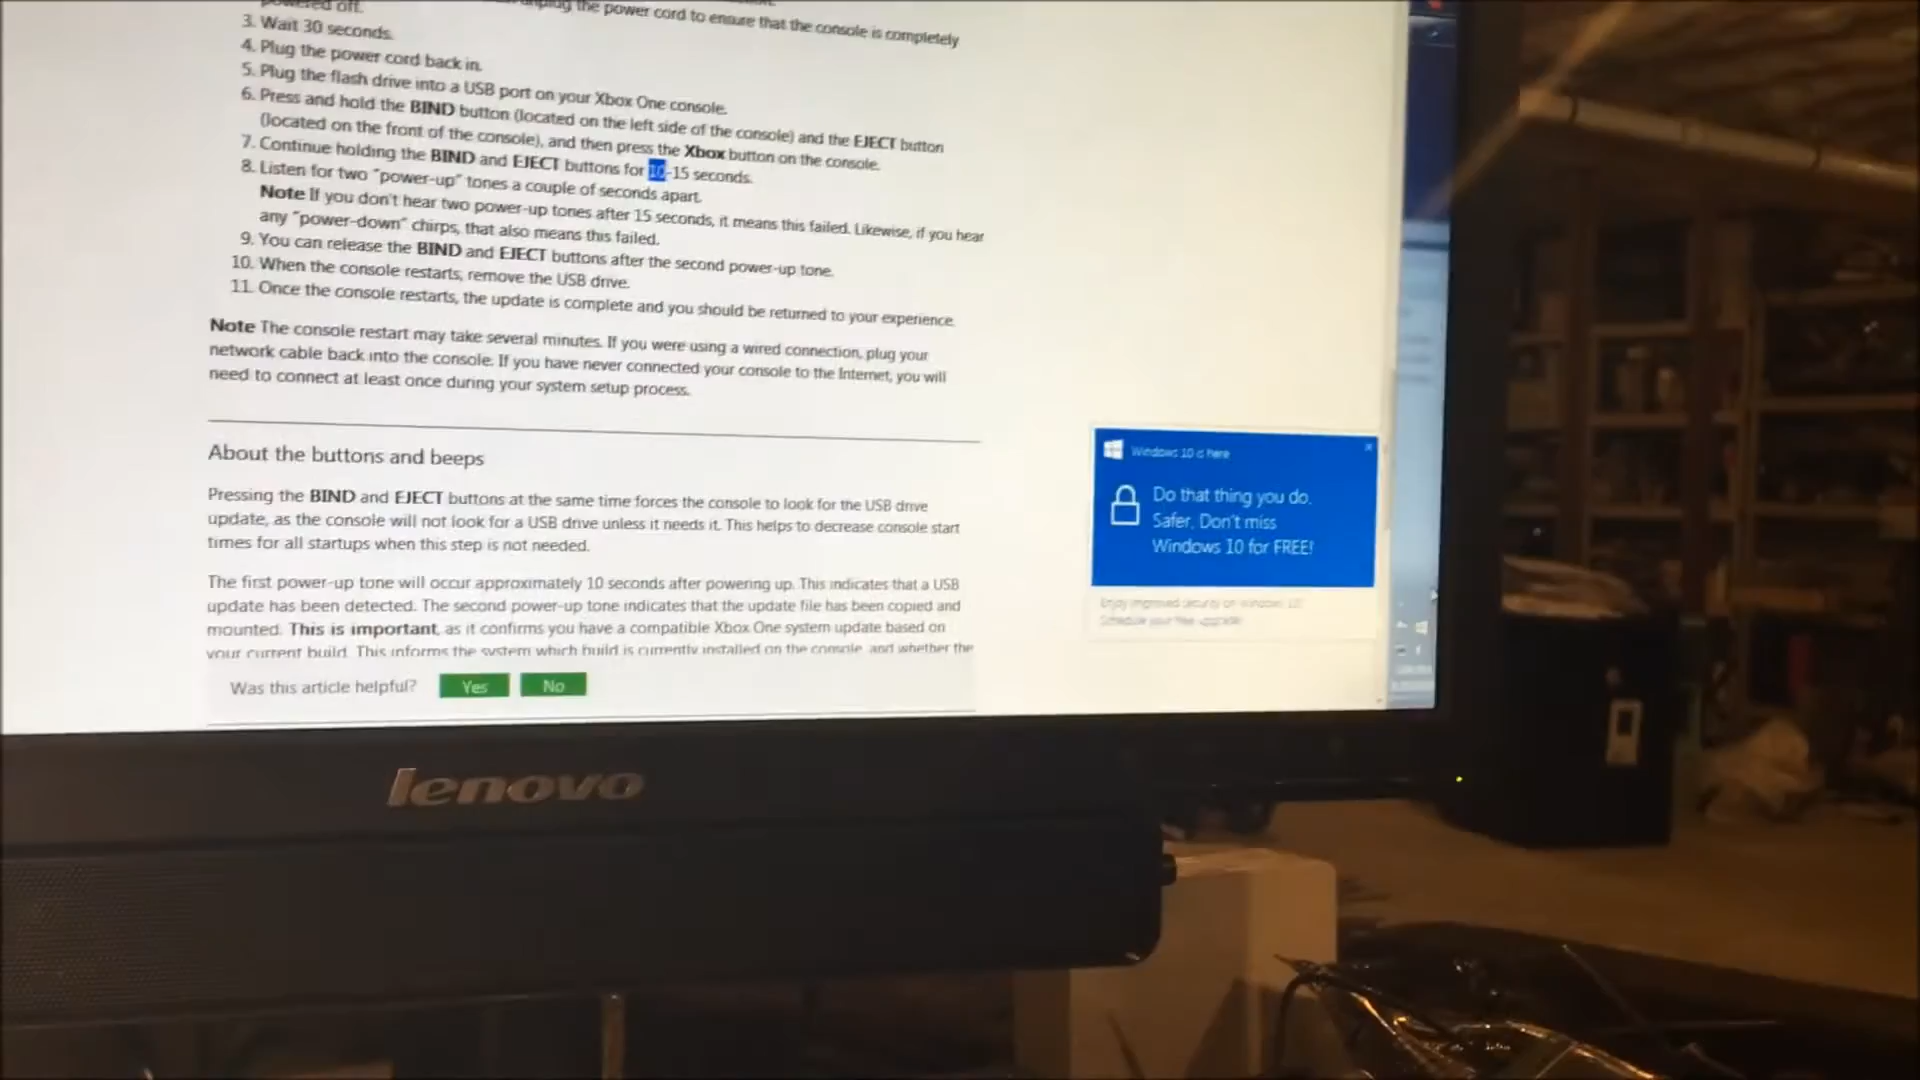 powered off.
unplug the power cord to ensure that the console is completely
3. Wait 30 seconds.
4. Plug the power cord back in.
5. Plug the flash drive into a USB port on your Xbox One console.
6. Press and hold the BIND button (located on the left side of the console) and the EJECT button
(located on the front of the console), and then press the Xbox button on the console.
7. Continue holding the BIND and EJECT buttons for 10-15 seconds.
8. Listen for two "power-up" tones a couple of seconds apart.
Note If you don't hear two power-up tones after 15 seconds, it means this failed. Likewise, if you hear
any "power-down" chirps, that also means this failed.
9. You can release the BIND and EJECT buttons after the second power-up tone.
10. When the console restarts, remove the USB drive.
11. Once the console restarts, the update is complete and you should be returned to your experience.
Note The console restart may take several minutes. If you were using a wired connection, plug your
network cable back into the console. If you have never connected your console to the Internet, you will
need to connect at least once during your system setup process.
About the buttons and beeps
Pressing the BIND and EJECT buttons at the same time forces the console to look for the USB drive
update, as the console will not look for a USB drive unless it needs it. This helps to decrease console start
times for all startups when this step is not needed.
The first power-up tone will occur approximately 10 seconds after powering up. This indicates that a USB
update has been detected. The second power-up tone indicates that the update file has been copied and
mounted. This is important, as it confirms you have a compatible Xbox One system update based on
your current build. This informs the system which build is currently installed on the console, and whether the
Was this article helpful? Yes No
Windows 10 is here
Do that thing you do.
Safer. Don't miss
Windows 10 for FREE!
Enjoy improved security on Windows 10.
Schedule your free upgrade
lenovo